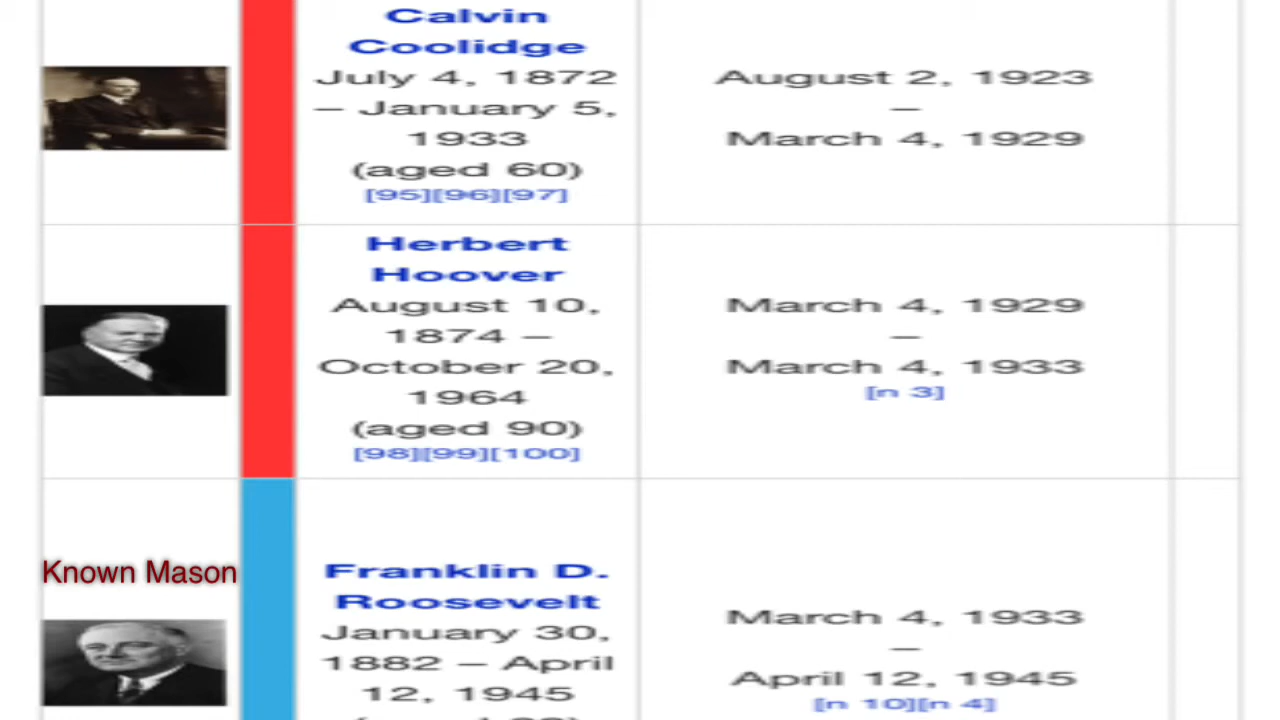 Calvin
Coolidge
July 4, 1872
– January 5,
1933
(aged 60)
[95][96][97]
August 2, 1923
–
March 4, 1929
Herbert
Hoover
August 10,
1874 –
October 20,
1964
(aged 90)
[98][99][100]
March 4, 1929
–
March 4, 1933
[n 3]
Known Mason
Franklin D.
Roosevelt
January 30,
1882 – April
12, 1945
March 4, 1933
–
April 12, 1945
[n 10][n 4]